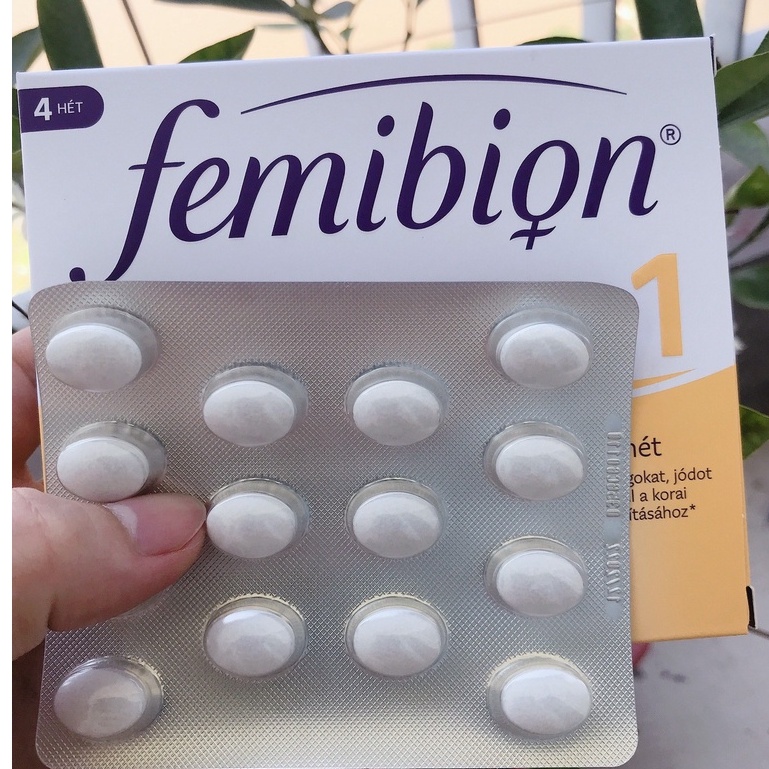 4 HÉT
femibion®
1
hét
gokat, jódot
l a korai
ításához*